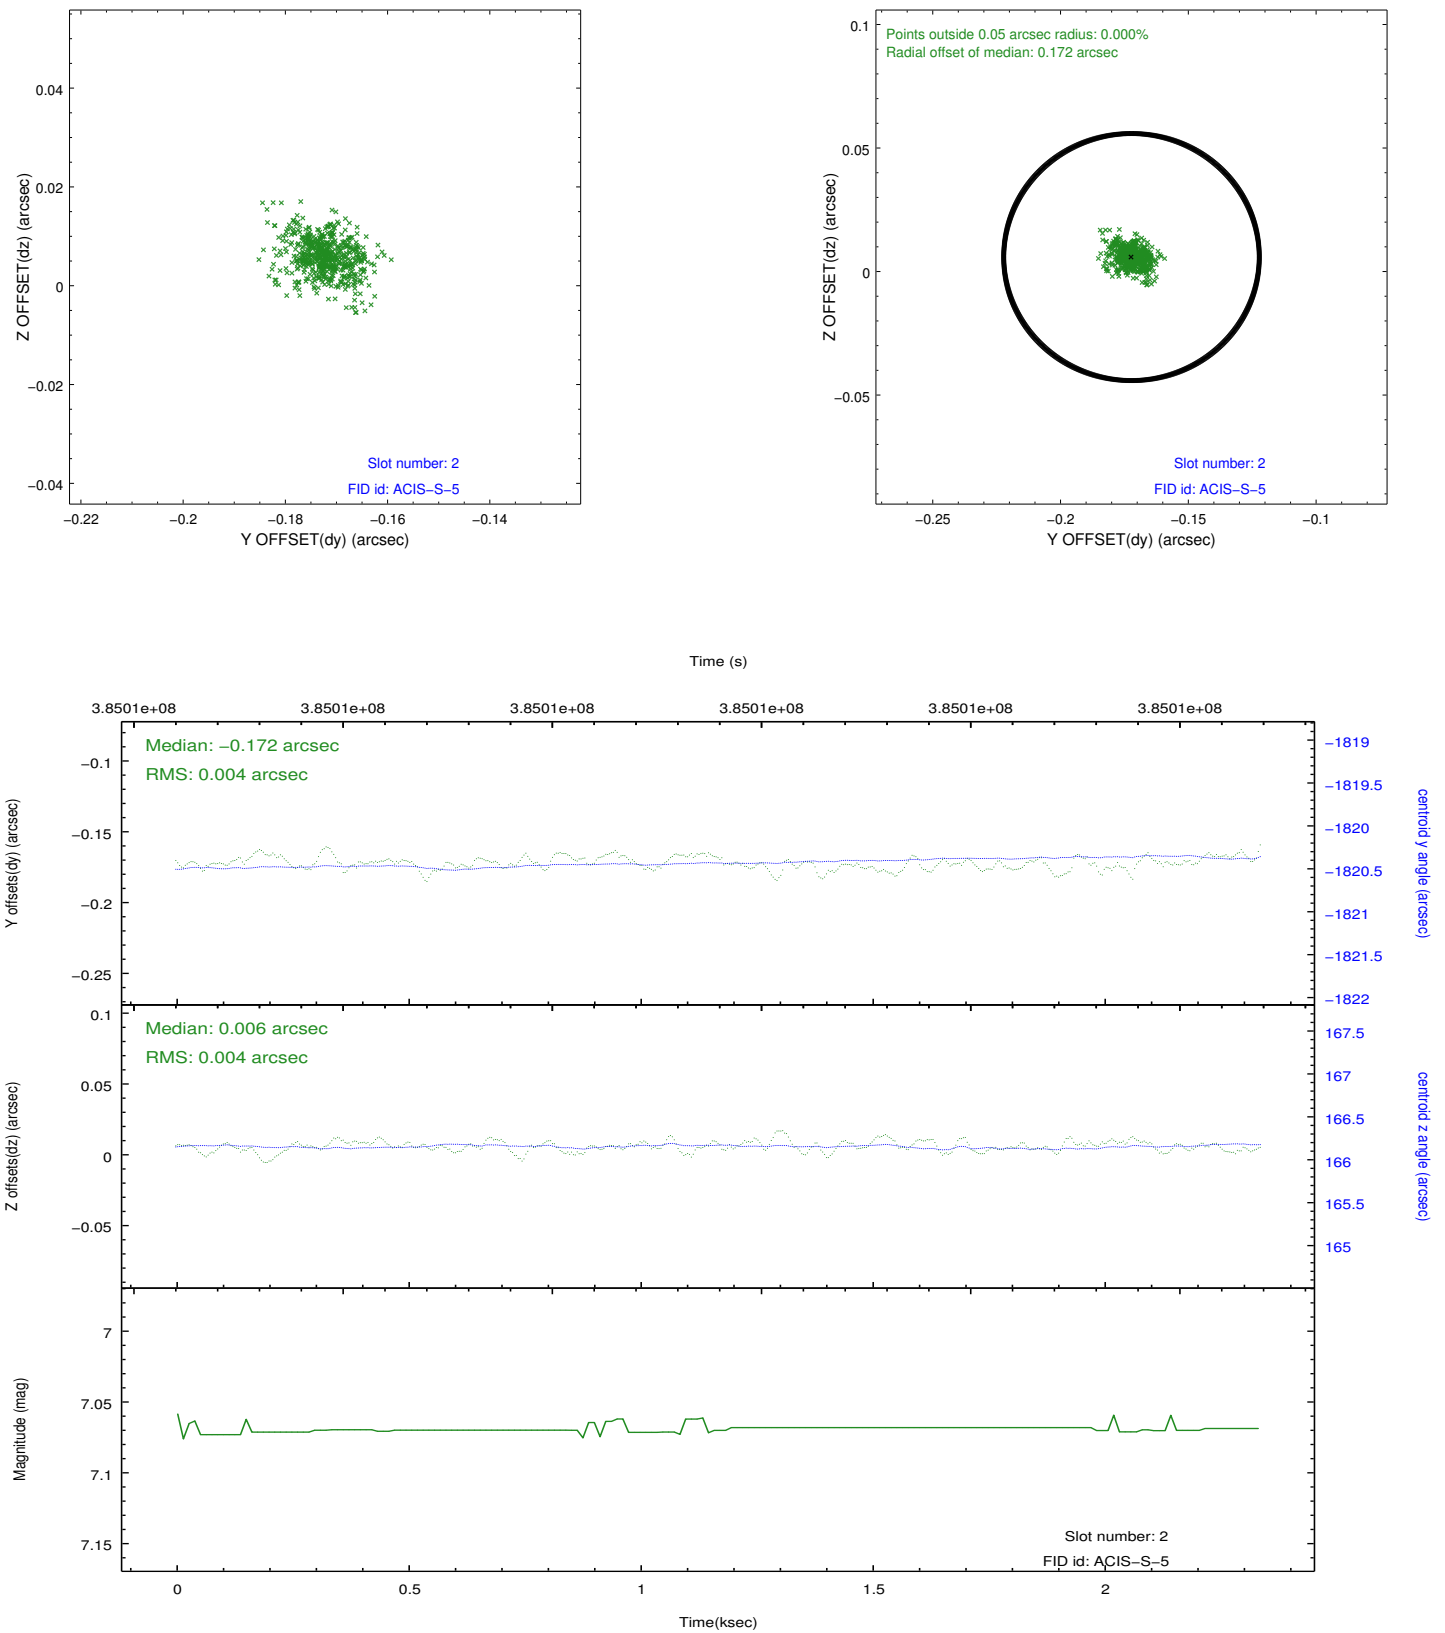 0.04
0.02
0
−0.02
−0.04
Z OFFSET(dz) (arcsec)
Slot number: 2
FID id: ACIS−S−5
−0.22
−0.2
−0.18
−0.16
−0.14
Y OFFSET(dy) (arcsec)
Points outside 0.05 arcsec radius: 0.000%
Radial offset of median: 0.172 arcsec
0.1
0.05
0
−0.05
Z OFFSET(dz) (arcsec)
Slot number: 2
FID id: ACIS−S−5
−0.25
−0.2
−0.15
−0.1
Y OFFSET(dy) (arcsec)
Time (s)
3.8501e+08
3.8501e+08
3.8501e+08
3.8501e+08
3.8501e+08
3.8501e+08
Median: −0.172 arcsec
RMS: 0.004 arcsec
−0.1
−0.15
−0.2
−0.25
Y offsets(dy) (arcsec)
−1819
−1819.5
−1820
−1820.5
−1821
−1821.5
−1822
centroid y angle (arcsec)
Median: 0.006 arcsec
RMS: 0.004 arcsec
0.1
0.05
0
−0.05
Z offsets(dz) (arcsec)
167.5
167
166.5
166
165.5
165
centroid z angle (arcsec)
7
7.05
7.1
7.15
Magnitude (mag)
Slot number: 2
FID id: ACIS−S−5
0
0.5
1
1.5
2
Time(ksec)